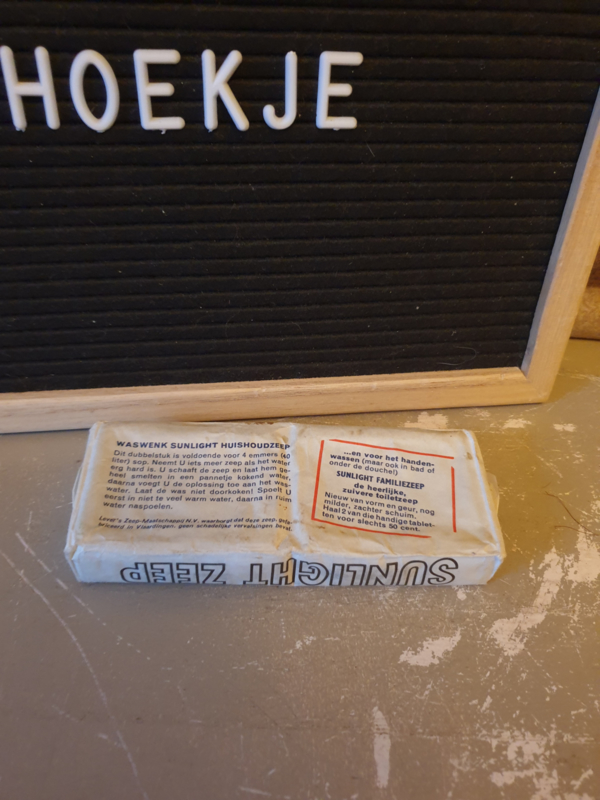 HOEKJE
WASWENK SUNLIGHT HUISHOUDZEEP
Dit dubbelstuk is voldoende voor 4 emmers (40
liter) sop. Neemt U iets meer zeep als het water
erg hard is. U schaaft de zeep en laat hem ge-
heel smelten in een pannetje kokend water,
daarna voegt U de oplossing toe aan het was-
water. Laat de was niet doorkoken! Spoelt U
eerst in niet te veel warm water, daarna in ruim
water naspoelen.
Lever's Zeep-Maatschappij N.V. waarborgt dat deze zeep,
in Vlaardingen, geen schadelijke
...en voor het handen-
wassen (maar ook in bad of
onder de douche!)
SUNLIGHT FAMILIEZEEP
de heerlijke,
zuivere toiletzeep
Nieuw van vorm en geur, nog
milder, zachter schuim.
Haal 2 van die handige tablet-
ten voor slechts 50 cent.
SUNLIGHT ZEEP